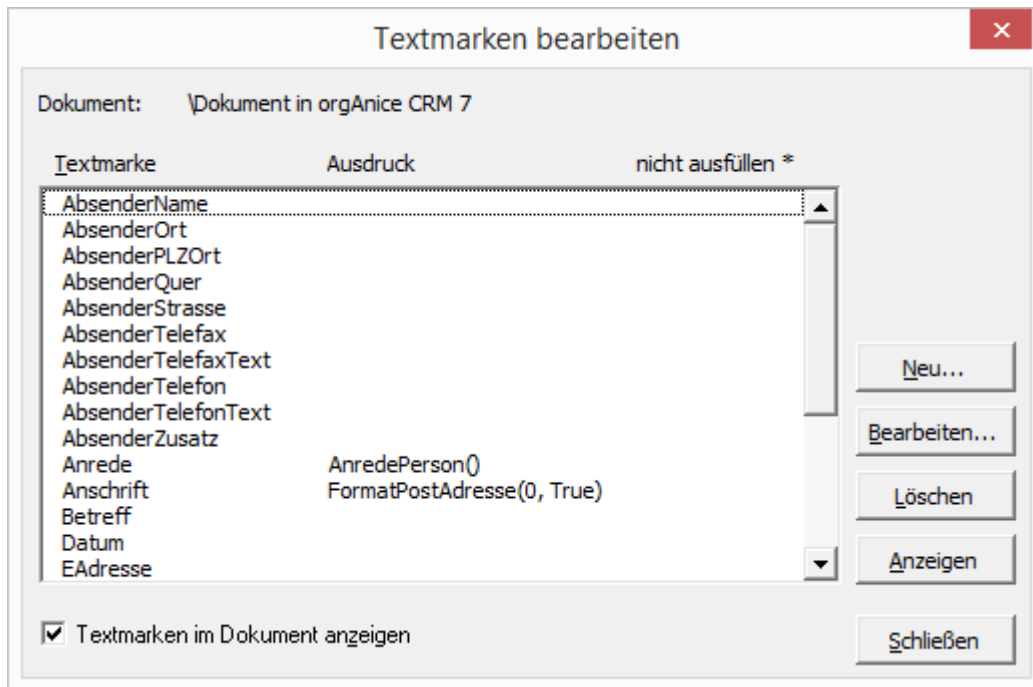 Textmarken bearbeiten
Dokument: \Dokument in orgAnice CRM 7
Textmarke Ausdruck nicht ausfüllen *
AbsenderName
AbsenderOrt
AbsenderPLZOrt
AbsenderQuer
AbsenderStrasse
AbsenderTelefax
AbsenderTelefaxText
AbsenderTelefon
AbsenderTelefonText
AbsenderZusatz
Anrede AnredePerson()
Anschrift FormatPostAdresse(0, True)
Betreff
Datum
EAdresse
Neu...
Bearbeiten...
Löschen
Anzeigen
Textmarken im Dokument anzeigen
Schließen